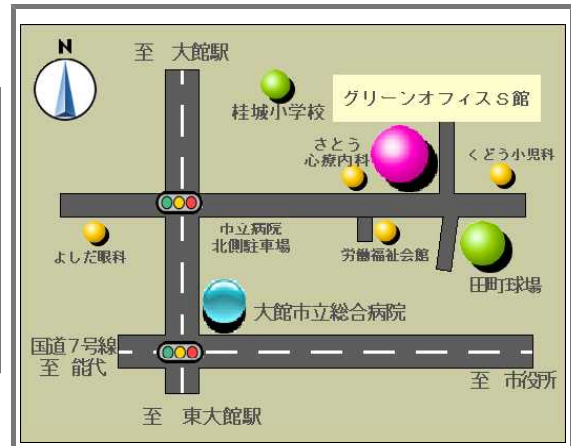 N
至 大館駅
桂城小学校
グリーンオフィスS館
さとう
心療内科
くどう小児科
よしだ眼科
市立病院
北側駐車場
労働福祉会館
田町球場
大館市立総合病院
国道7号線
至 能代
至 市役所
至 東大館駅